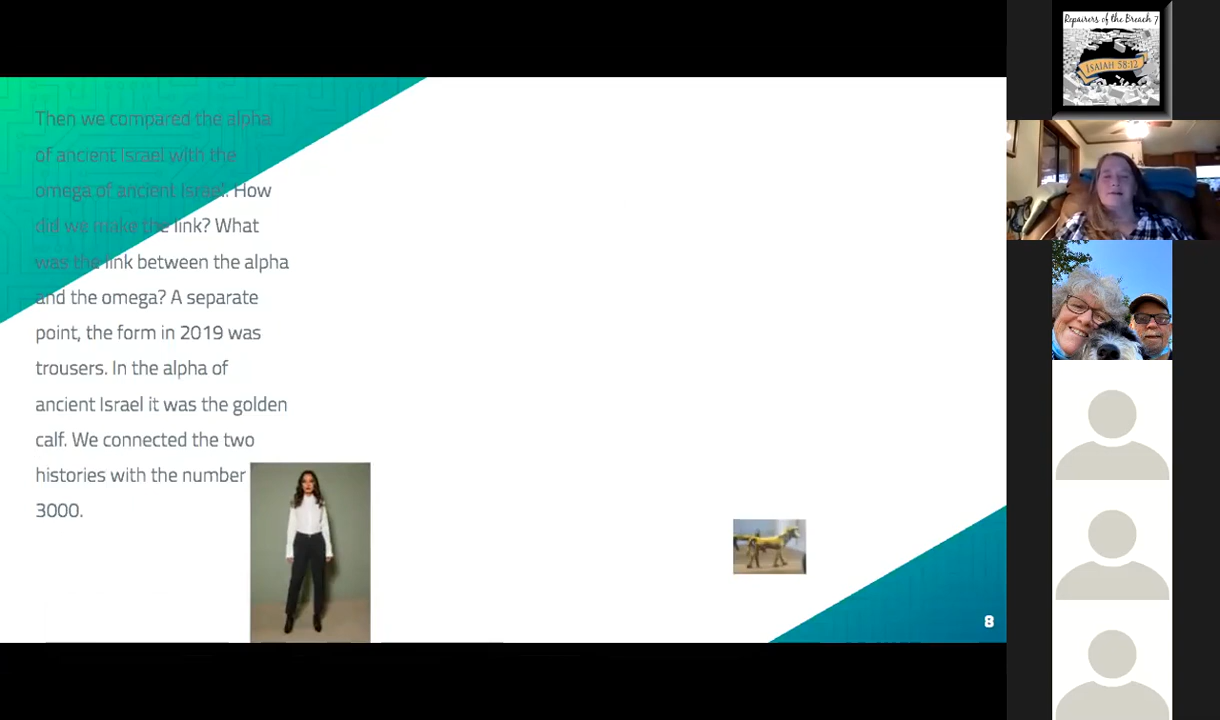 Then we compared the alpha
of ancient Israel with the
omega of ancient Israel. How
did we make the link? What
was the link between the alpha
and the omega? A separate
point, the form in 2019 was
trousers. In the alpha of
ancient Israel it was the golden
calf. We connected the two
histories with the number
3000.
8
Repairers of the Breach 7
ISAIAH 58:12